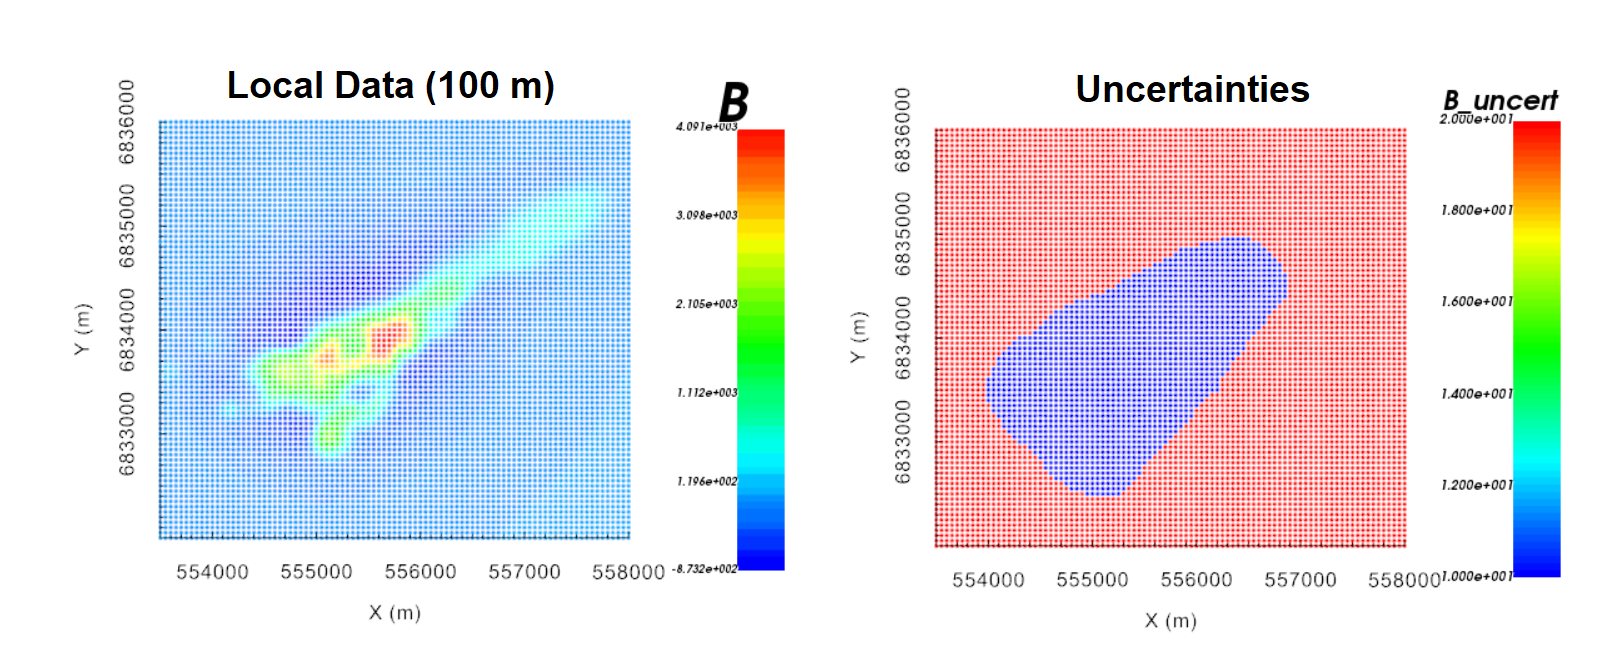 Local Data (100 m)
B
4.091e+003
3.098e+003
2.105e+003
1.112e+003
1.196e+002
-8.732e+002
6836000
6835000
6834000
6833000
Y (m)
554000 555000 556000 557000 558000
X (m)
Uncertainties
B_uncert
2.000e+001
1.800e+001
1.600e+001
1.400e+001
1.200e+001
1.000e+001
6836000
6835000
6834000
6833000
Y (m)
554000 555000 556000 557000 558000
X (m)